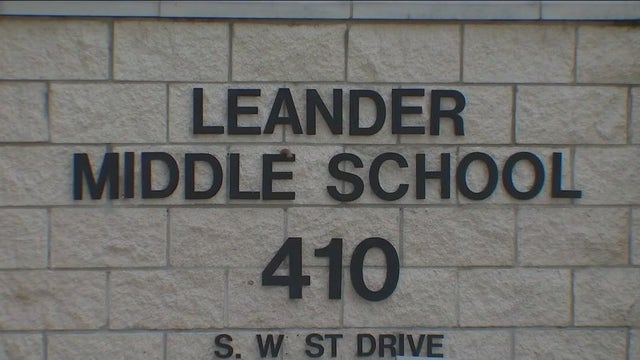 LEANDER
MIDDLE SCHOOL
410
S. W ST DRIVE